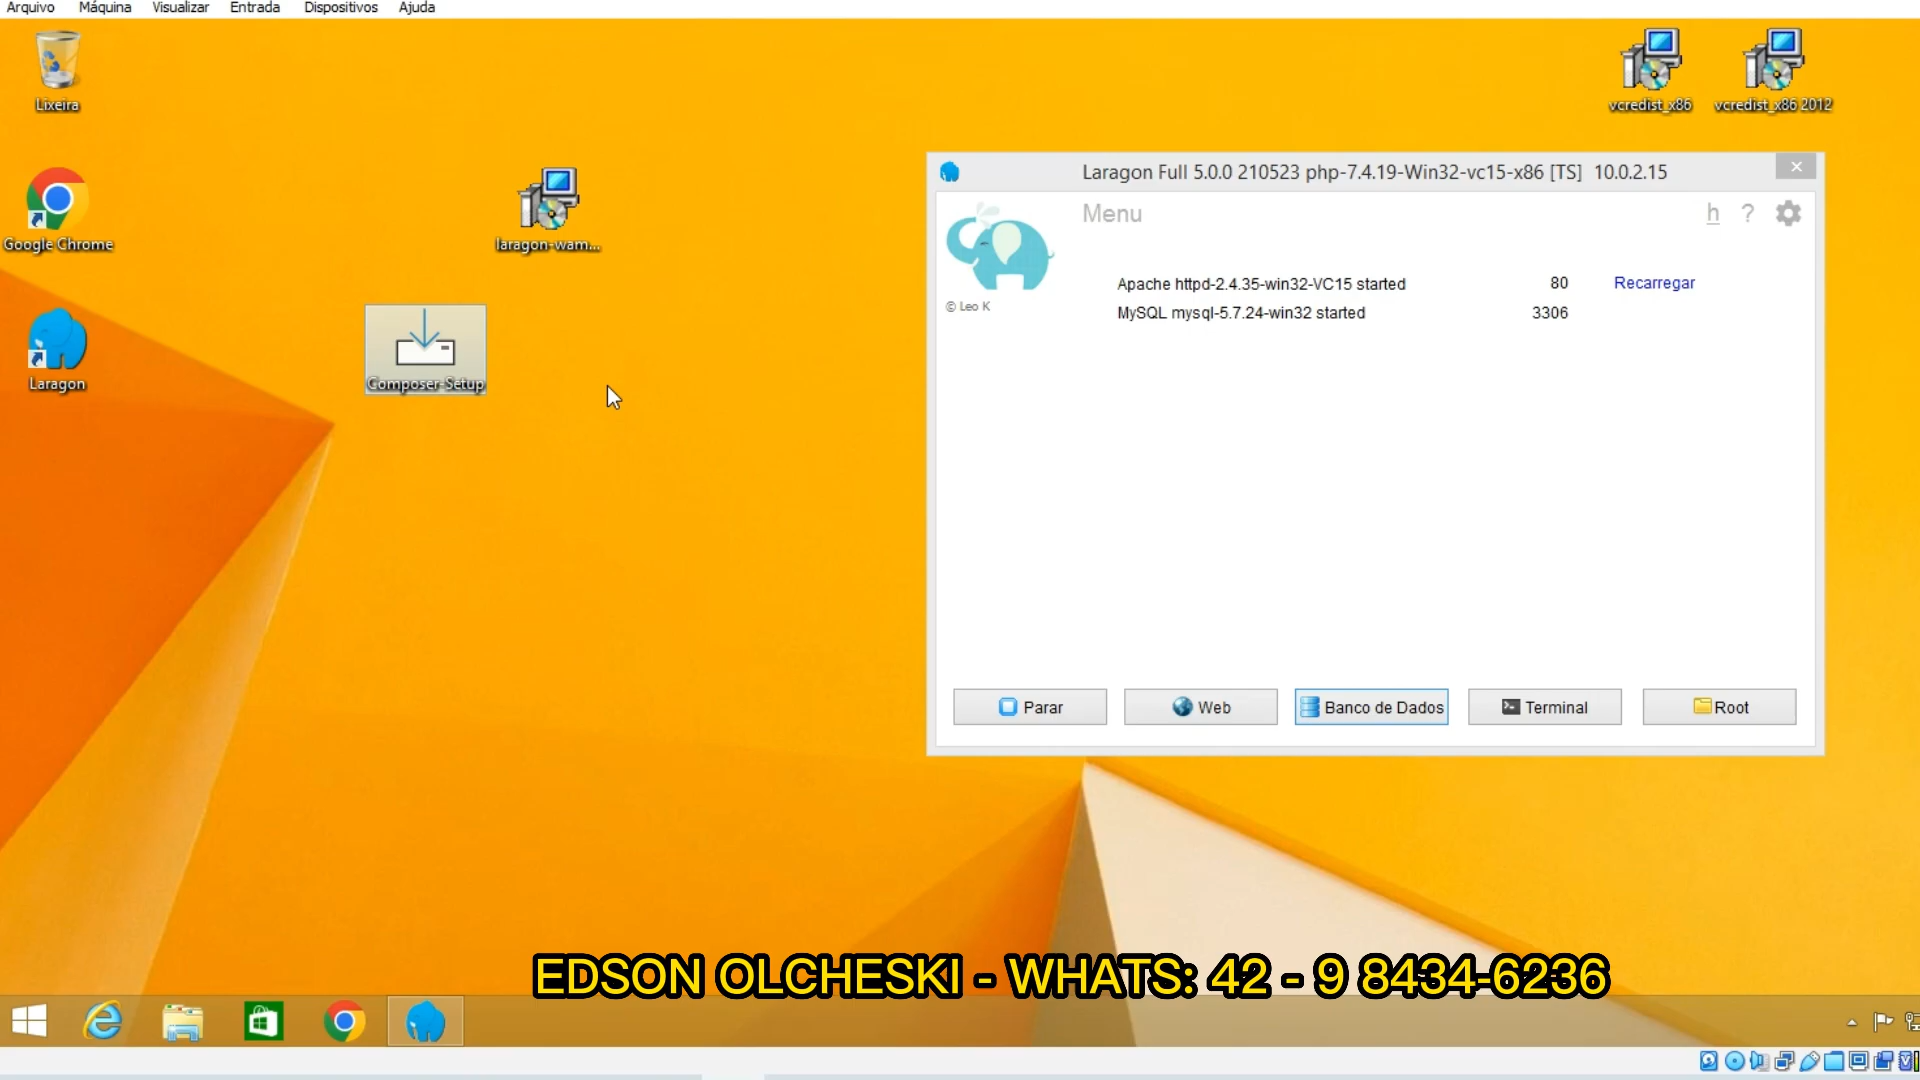 Arquivo Máquina Visualizar Entrada Dispositivos Ajuda
Lixeira
vcredist_x86
vcredist_x86 2012
Google Chrome
laragon-wam...
Laragon
Composer-Setup
Laragon Full 5.0.0 210523 php-7.4.19-Win32-vc15-x86 [TS] 10.0.2.15
Menu
h ?
© Leo K
Apache httpd-2.4.35-win32-VC15 started 80 Recarregar
MySQL mysql-5.7.24-win32 started 3306
Parar Web Banco de Dados Terminal Root
EDSON OLCHESKI - WHATS: 42 - 9 8434-6236